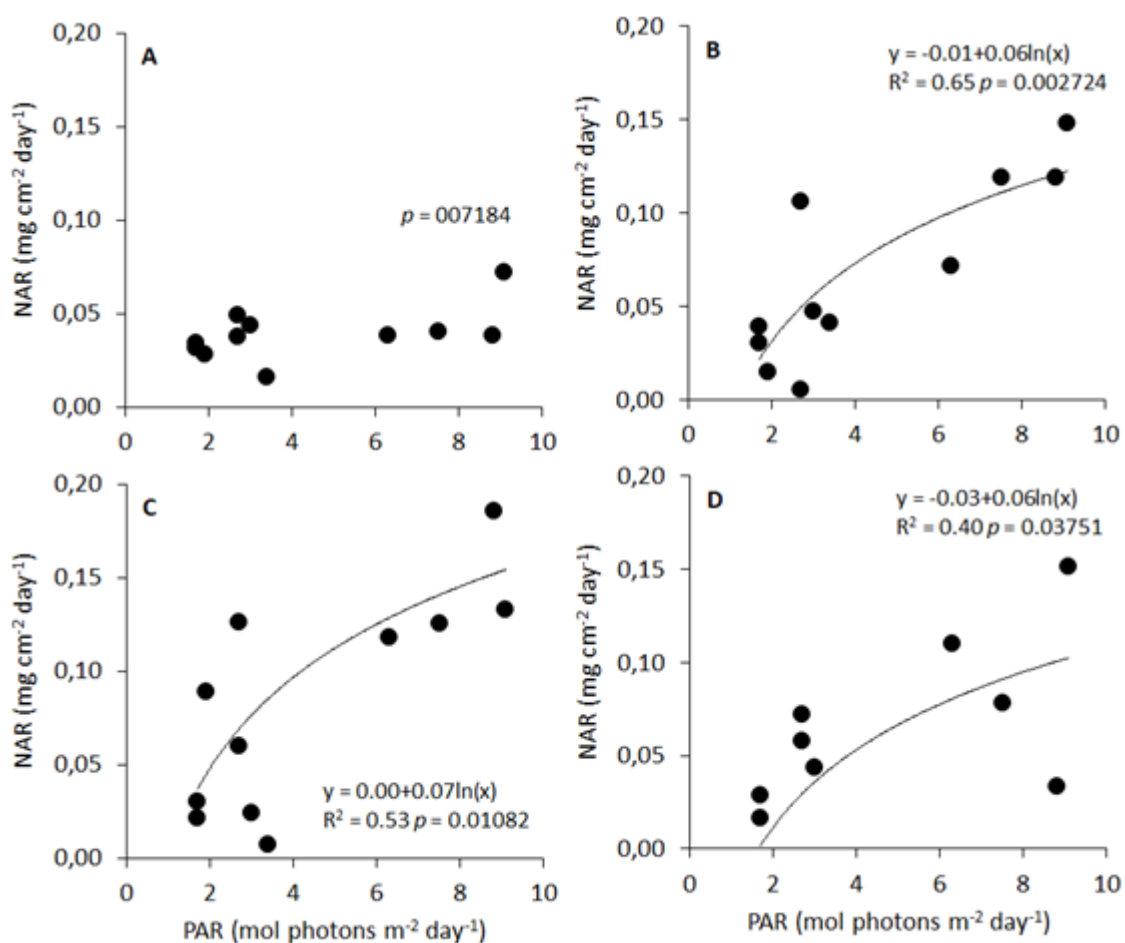 A
p = 007184
NAR (mg cm-2 day-1)
0,20
0,15
0,10
0,05
0,00
0 2 4 6 8 10
B
y = -0.01+0.06ln(x)
R2 = 0.65 p = 0.002724
NAR (mg cm-2 day-1)
0,20
0,15
0,10
0,05
0,00
0 2 4 6 8 10
C
y = 0.00+0.07ln(x)
R2 = 0.53 p = 0.01082
NAR (mg cm-2 day-1)
0,20
0,15
0,10
0,05
0,00
0 2 4 6 8 10
PAR (mol photons m-2 day-1)
D
y = -0.03+0.06ln(x)
R2 = 0.40 p = 0.03751
NAR (mg cm-2 day-1)
0,20
0,15
0,10
0,05
0,00
0 2 4 6 8 10
PAR (mol photons m-2 day-1)